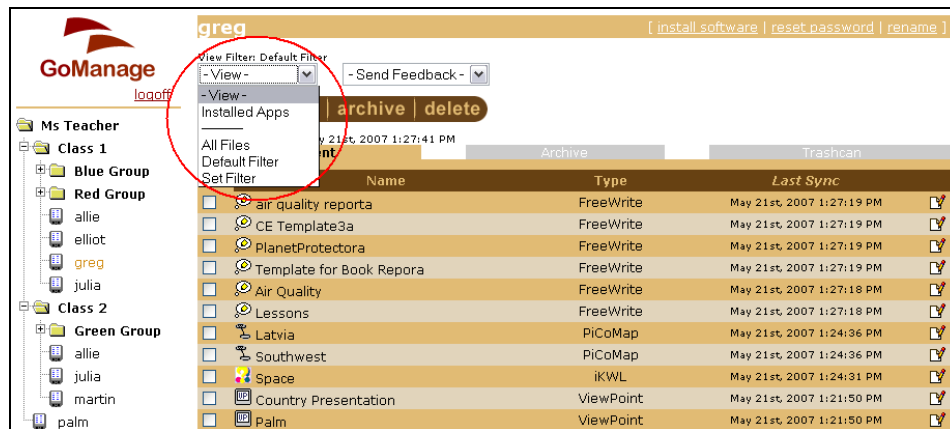 GoManage
logoff
Ms Teacher
Class 1
Blue Group
Red Group
allie
elliot
greg
julia
Class 2
Green Group
allie
julia
martin
palm
greg
[ install software | reset password | rename ]
View Filter: Default Filter
- View -
- Send Feedback -
- View -
Installed Apps
All Files
Default Filter
Set Filter
| archive | delete
21st, 2007 1:27:41 PM
Archive
Trashcan
Name Type Last Sync
air quality reporta FreeWrite May 21st, 2007 1:27:19 PM
CE Template3a FreeWrite May 21st, 2007 1:27:19 PM
PlanetProtectora FreeWrite May 21st, 2007 1:27:19 PM
Template for Book Repora FreeWrite May 21st, 2007 1:27:19 PM
Air Quality FreeWrite May 21st, 2007 1:27:18 PM
Lessons FreeWrite May 21st, 2007 1:27:18 PM
Latvia PiCoMap May 21st, 2007 1:24:36 PM
Southwest PiCoMap May 21st, 2007 1:24:36 PM
Space iKWL May 21st, 2007 1:24:31 PM
Country Presentation ViewPoint May 21st, 2007 1:21:50 PM
Palm ViewPoint May 21st, 2007 1:21:50 PM